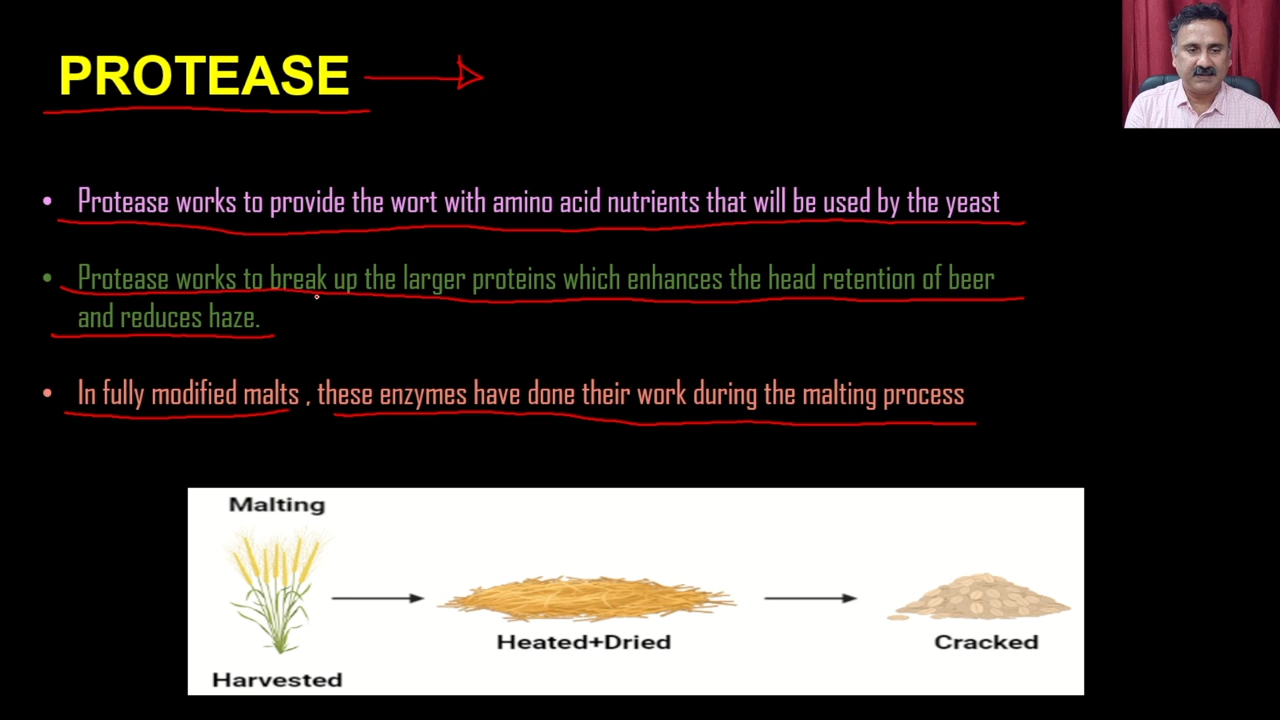 PROTEASE
• Protease works to provide the wort with amino acid nutrients that will be used by the yeast
• Protease works to break up the larger proteins which enhances the head retention of beer
and reduces haze.
• In fully modified malts , these enzymes have done their work during the malting process
Malting
Heated+Dried
Cracked
Harvested